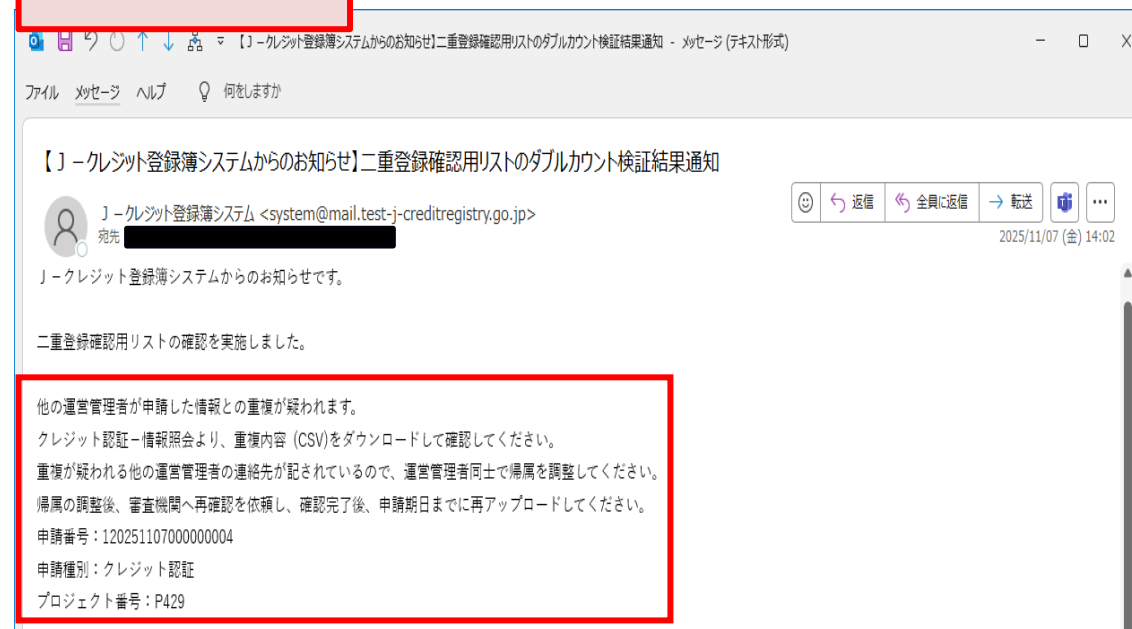 【J－クレジット登録簿システムからのお知らせ】二重登録確認用リストのダブルカウント検証結果通知 - メッセージ (テキスト形式)
ファイル メッセージ ヘルプ 何をしますか
【J－クレジット登録簿システムからのお知らせ】二重登録確認用リストのダブルカウント検証結果通知
J－クレジット登録簿システム <system@mail.test-j-creditregistry.go.jp>
宛先
返信 全員に返信 転送
2025/11/07 (金) 14:02
J－クレジット登録簿システムからのお知らせです。
二重登録確認用リストの確認を実施しました。
他の運営管理者が申請した情報との重複が疑われます。
クレジット認証－情報照会より、重複内容 (CSV)をダウンロードして確認してください。
重複が疑われる他の運営管理者の連絡先が記されているので、運営管理者同士で帰属を調整してください。
帰属の調整後、審査機関へ再確認を依頼し、確認完了後、申請期日までに再アップロードしてください。
申請番号：120251107000000004
申請種別：クレジット認証
プロジェクト番号：P429